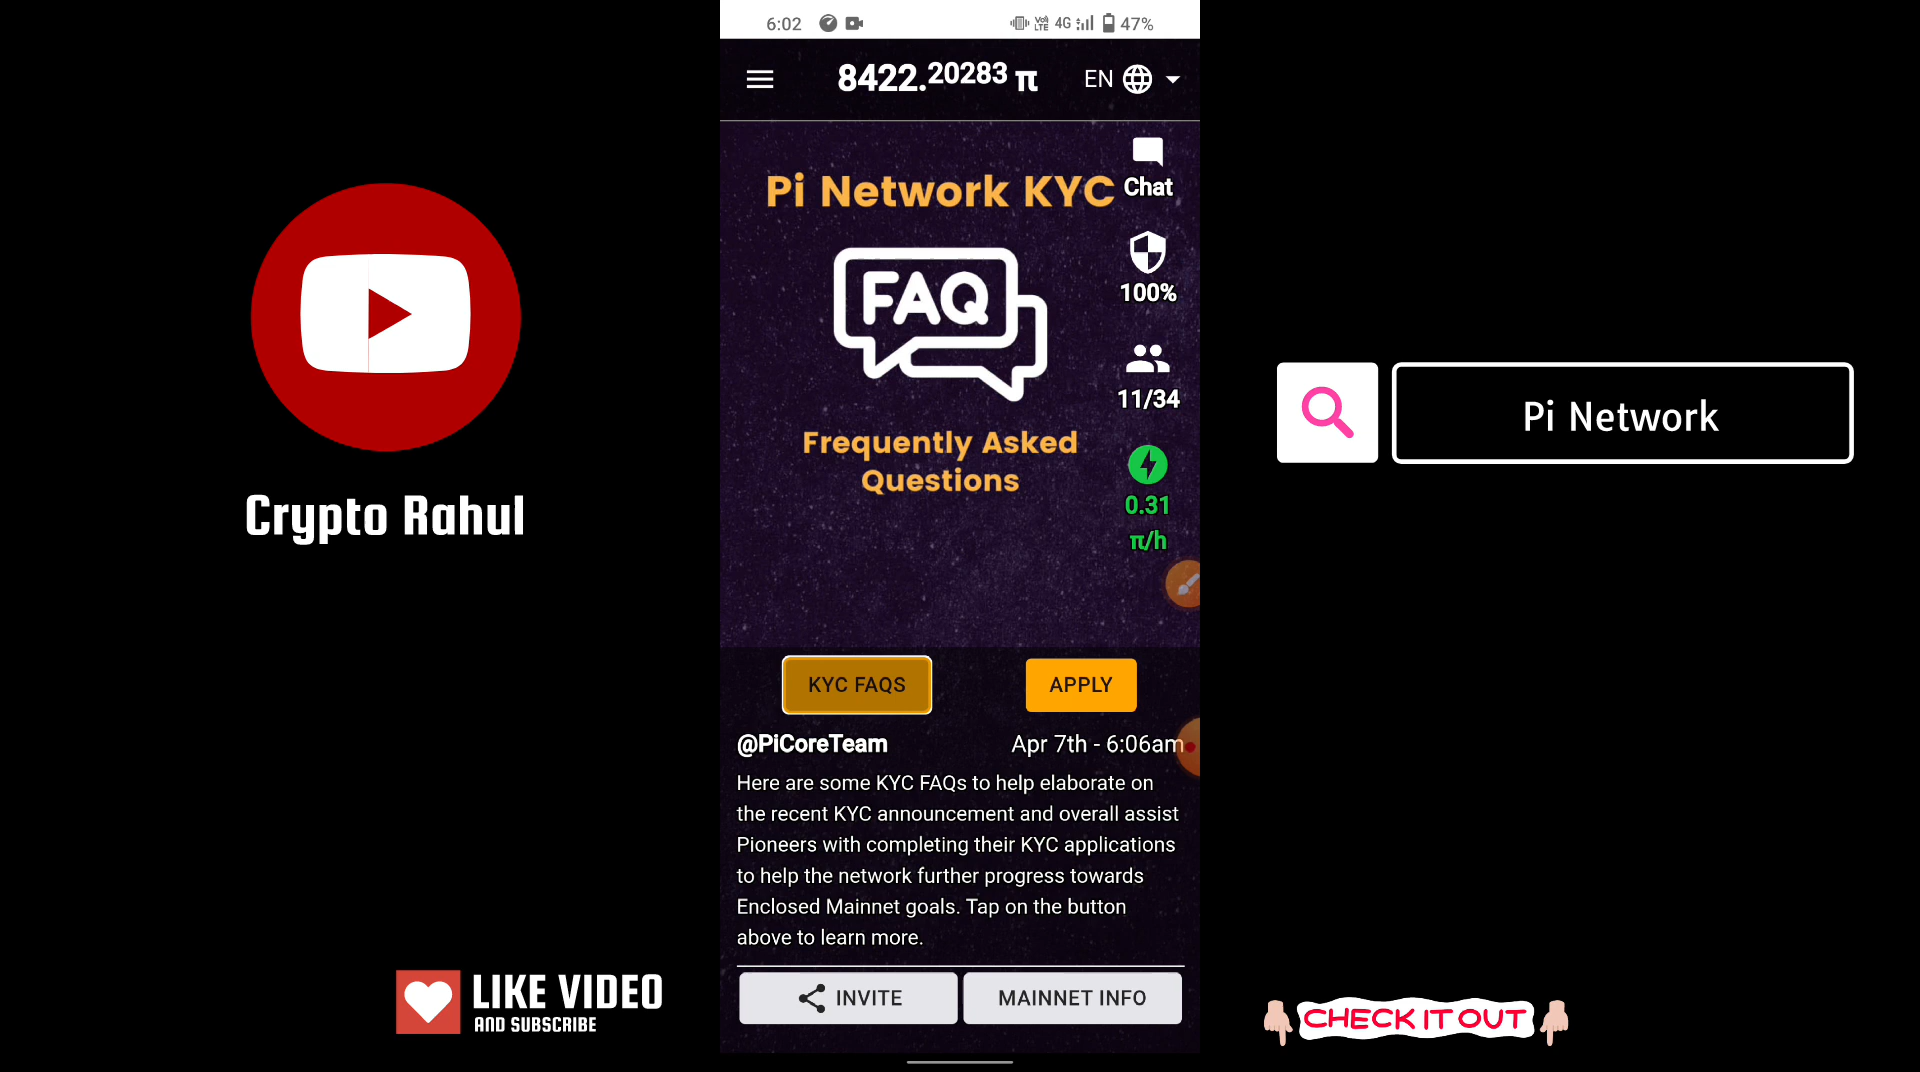 6:02
Vo) LTE 4G 47%
8422.20283 π
EN
Pi Network KYC
Chat
FAQ
100%
11/34
Frequently Asked
Questions
0.31
π/h
KYC FAQS
APPLY
@PiCoreTeam
Apr 7th - 6:06am
Here are some KYC FAQs to help elaborate on
the recent KYC announcement and overall assist
Pioneers with completing their KYC applications
to help the network further progress towards
Enclosed Mainnet goals. Tap on the button
above to learn more.
INVITE
MAINNET INFO
Crypto Rahul
LIKE VIDEO
AND SUBSCRIBE
Pi Network
CHECK IT OUT